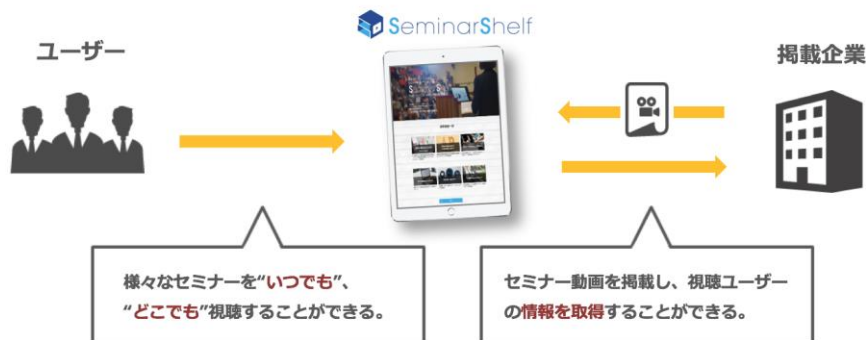 SeminarShelf
ユーザー
掲載企業
様々なセミナーを“いつでも”、
“どこでも”視聴することができる。
セミナー動画を掲載し、視聴ユーザー
の情報を取得することができる。